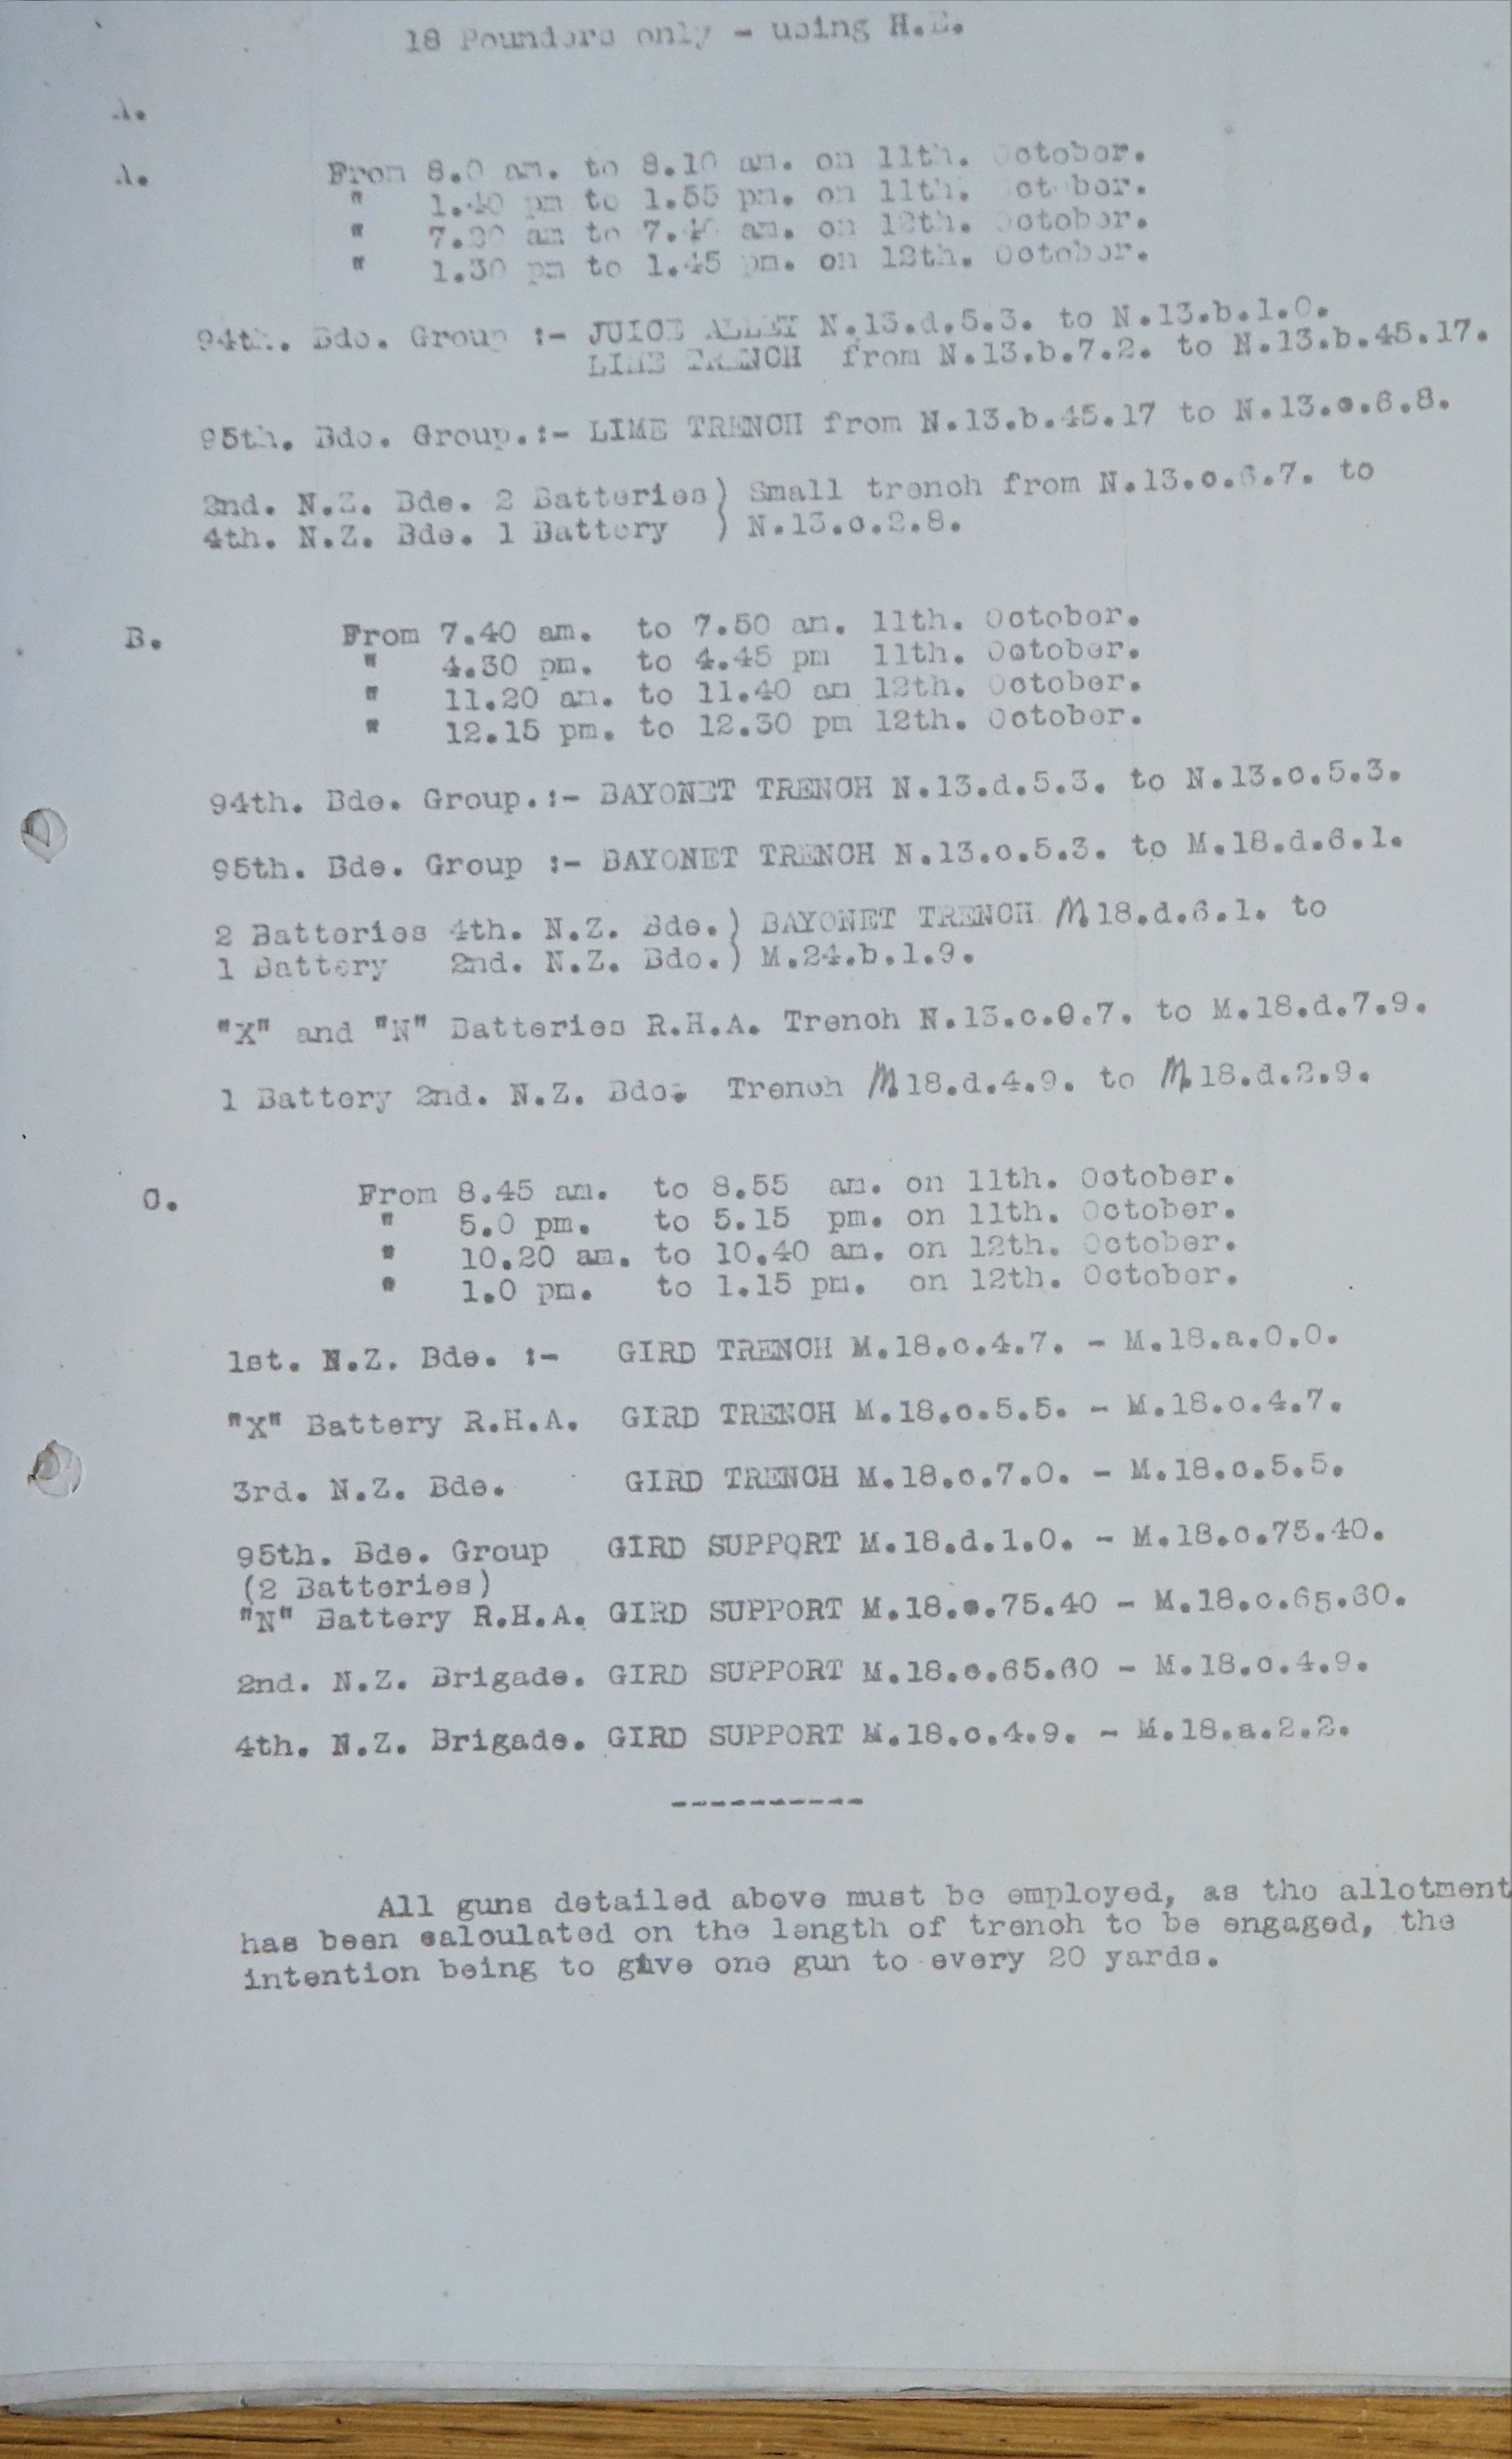 18 Pounders only - using H.E.
A.
A. From 8.0 am. to 8.10 am. on 11th. October.
" 1.40 pm to 1.55 pm. on 11th. October.
" 7.30 am to 7.4 am. on 12th. October.
" 1.30 pm to 1.45 pm. on 12th. October.
94th. Bde. Group :- JUICE ALLEY N.13.d.5.3. to N.13.b.1.0.
LIME TRENCH from N.13.b.7.2. to N.13.b.45.17.
95th. Bde. Group.:- LIME TRENCH from N.13.b.45.17 to N.13.c.6.8.
2nd. N.Z. Bde. 2 Batteries) Small trench from N.13.c.6.7. to
4th. N.Z. Bde. 1 Battery ) N.13.c.2.8.
B. From 7.40 am. to 7.50 am. 11th. October.
" 4.30 pm. to 4.45 pm 11th. October.
" 11.20 am. to 11.40 am 12th. October.
" 12.15 pm. to 12.30 pm 12th. October.
94th. Bde. Group.:- BAYONET TRENCH N.13.d.5.3. to N.13.c.5.3.
95th. Bde. Group :- BAYONET TRENCH N.13.c.5.3. to M.18.d.6.1.
2 Batteries 4th. N.Z. Bde.) BAYONET TRENCH M.18.d.6.1. to
1 Battery 2nd. N.Z. Bde.) M.24.b.1.9.
"X" and "N" Batteries R.H.A. Trench N.13.c.0.7. to M.18.d.7.9.
1 Battery 2nd. N.Z. Bde. Trench M.18.d.4.9. to M.18.d.2.9.
C. From 8.45 am. to 8.55 am. on 11th. October.
" 5.0 pm. to 5.15 pm. on 11th. October.
" 10.20 am. to 10.40 am. on 12th. October.
" 1.0 pm. to 1.15 pm. on 12th. October.
1st. N.Z. Bde. :- GIRD TRENCH M.18.c.4.7. - M.18.a.0.0.
"X" Battery R.H.A. GIRD TRENCH M.18.c.5.5. - M.18.c.4.7.
3rd. N.Z. Bde. GIRD TRENCH M.18.c.7.0. - M.18.c.5.5.
95th. Bde. Group GIRD SUPPORT M.18.d.1.0. - M.18.c.75.40.
(2 Batteries)
"N" Battery R.H.A. GIRD SUPPORT M.18.c.75.40 - M.18.c.65.60.
2nd. N.Z. Brigade. GIRD SUPPORT M.18.c.65.60 - M.18.c.4.9.
4th. N.Z. Brigade. GIRD SUPPORT M.18.c.4.9. - M.18.a.2.2.
----------
All guns detailed above must be employed, as the allotment
has been calculated on the length of trench to be engaged, the
intention being to give one gun to every 20 yards.